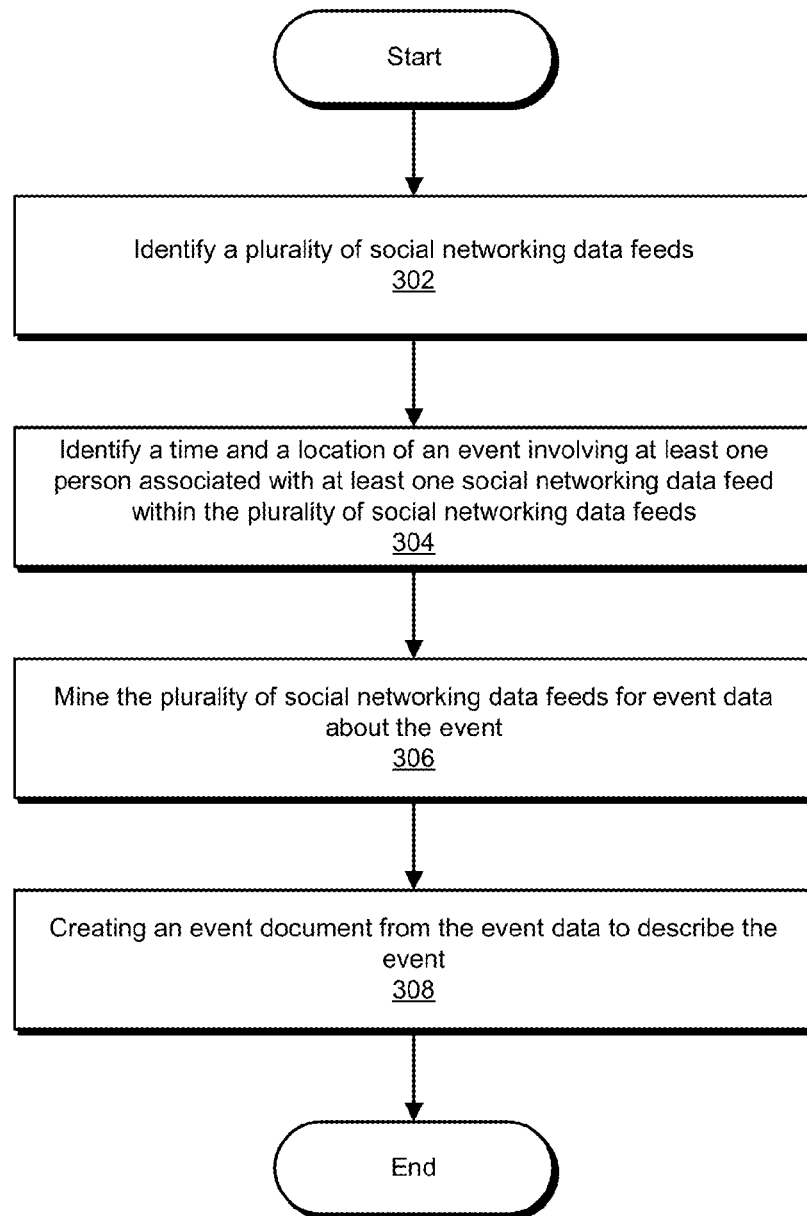 Start
Identify a plurality of social networking data feeds
302
Identify a time and a location of an event involving at least one
person associated with at least one social networking data feed
within the plurality of social networking data feeds
304
Mine the plurality of social networking data feeds for event data
about the event
306
Creating an event document from the event data to describe the
event
308
End